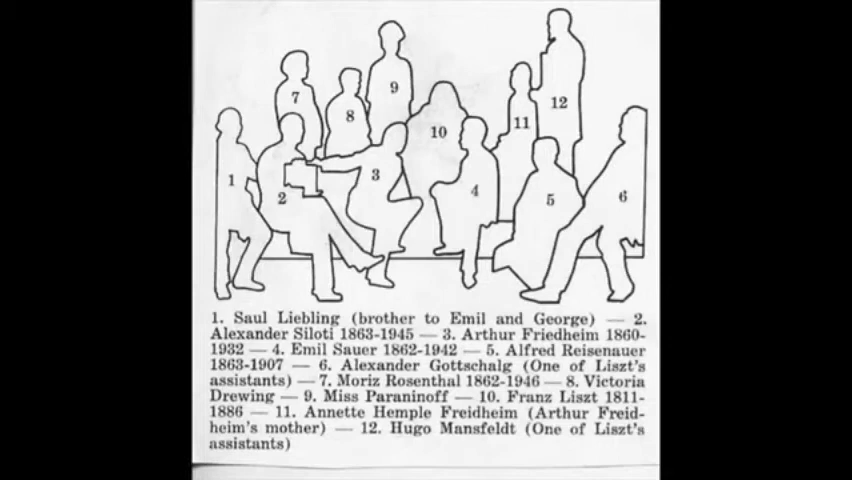 12
7
9
8
10
11
3
1
4
2
5
6
1. Saul Liebling (brother to Emil and George) — 2.
Alexander Siloti 1863-1945 — 3. Arthur Friedheim 1860-
1932 — 4. Emil Sauer 1862-1942 — 5. Alfred Reisenauer
1863-1907 — 6. Alexander Gottschalg (One of Liszt's
assistants) — 7. Moriz Rosenthal 1862-1946 — 8. Victoria
Drewing — 9. Miss Paraninoff — 10. Franz Liszt 1811-
1886 — 11. Annette Hemple Freidheim (Arthur Freid-
heim's mother) — 12. Hugo Mansfeldt (One of Liszt's
assistants)